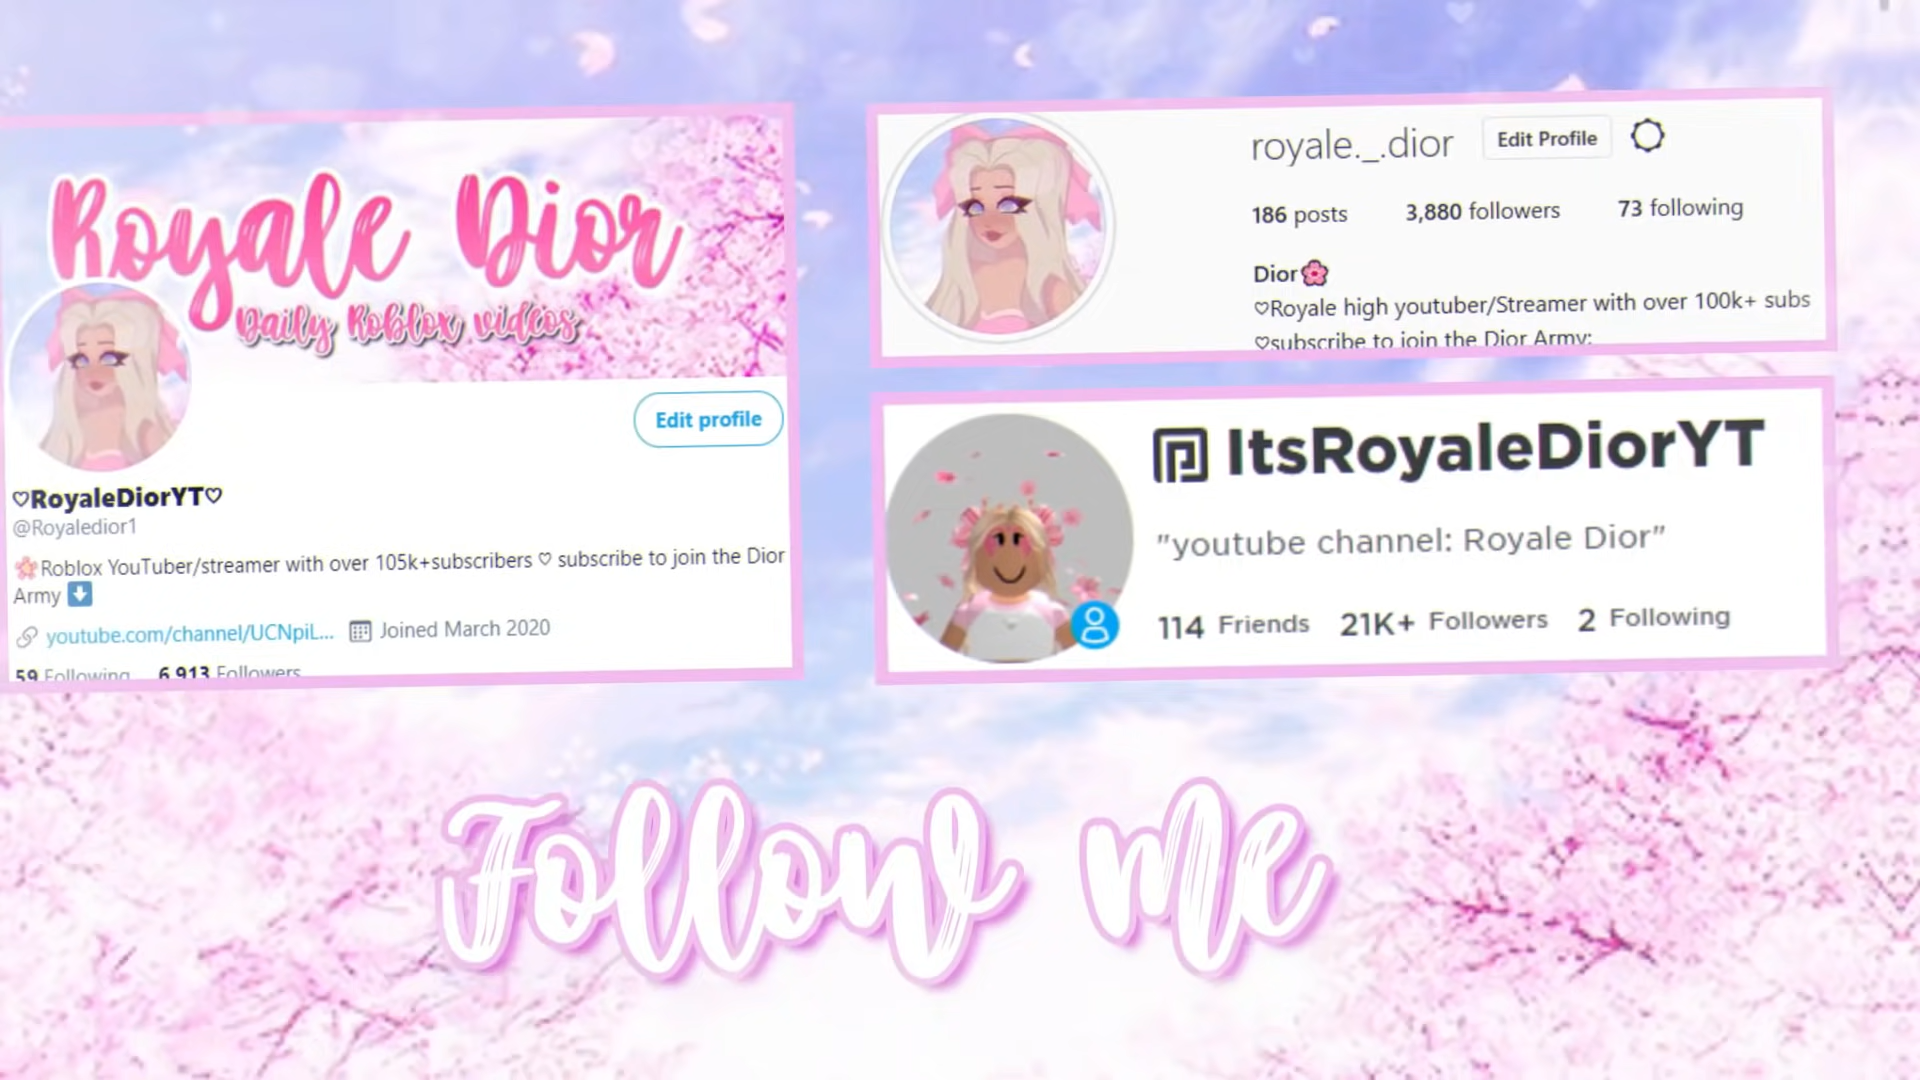 Royale Dior
Daily Roblox videos
Edit profile
♡RoyaleDiorYT♡
@Royaledior1
🌸Roblox YouTuber/streamer with over 105k+subscribers ♡ subscribe to join the Dior
Army ⬇️
youtube.com/channel/UCNpiL... Joined March 2020
59 Following 6,913 Followers
royale._.dior Edit Profile
186 posts 3,880 followers 73 following
Dior🌸
♡Royale high youtuber/Streamer with over 100k+ subs
♡subscribe to join the Dior Army:
ItsRoyaleDiorYT
"youtube channel: Royale Dior"
114 Friends 21K+ Followers 2 Following
Follow me